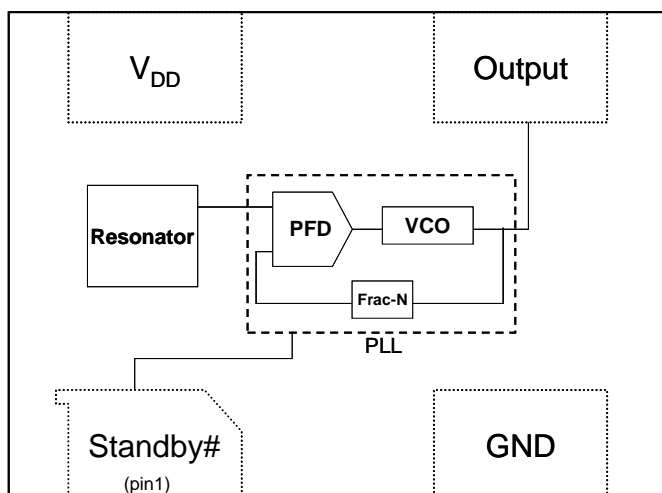 VDD
Output
Resonator
PFD
VCO
Frac-N
PLL
Standby#
(pin1)
GND